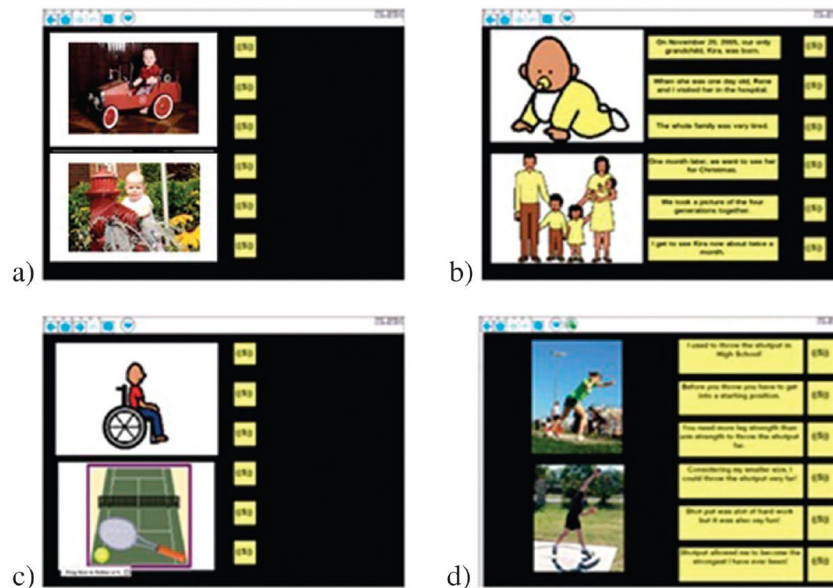 a)
b)
On November 20, 2005, our only
grandchild, Kira, was born.
When she was one day old, Rene
and I visited her in the hospital.
The whole family was very tired.
One month later, we went to see her
for Christmas.
We took a picture of the four
generations together.
I get to see Kira now about twice a
month.
c)
d)
I used to throw the shotput in
High School!
Before you throw you have to get
into a starting position.
You need more leg strength than
arm strength to throw the shotput
far.
Considering my smaller size, I
could throw the shotput very far!
Shot put was alot of hard work
but it was also my fun!
Shotput allowed me to become the
strongest I have ever been!